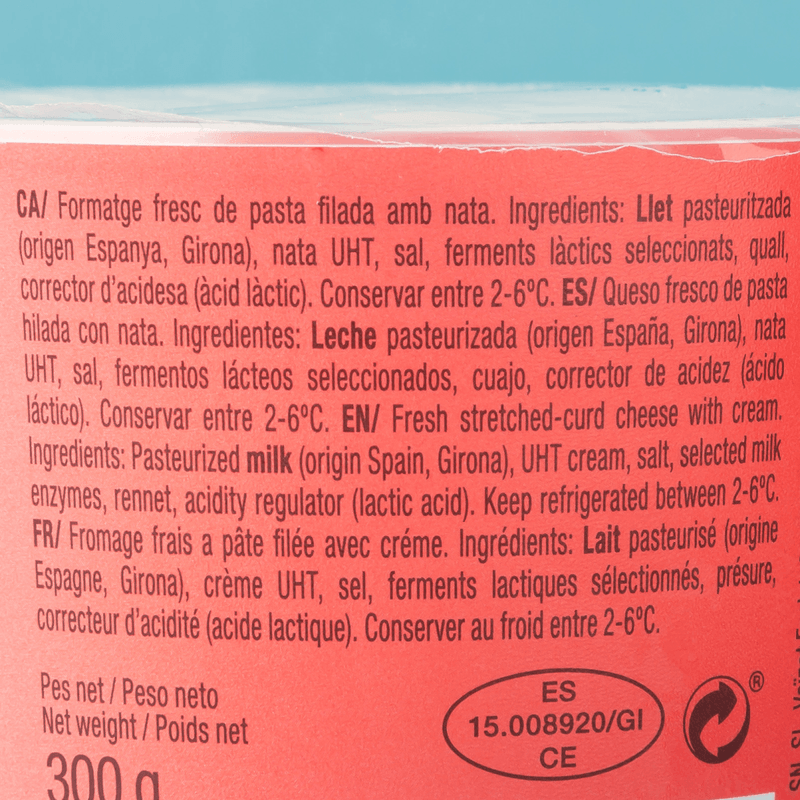 CA/ Formatge fresc de pasta filada amb nata. Ingredients: Llet pasteuritzada
(origen Espanya, Girona), nata UHT, sal, ferments làctics seleccionats, quall,
corrector d'acidesa (àcid làctic). Conservar entre 2-6ºC. ES/ Queso fresco de pasta
hilada con nata. Ingredientes: Leche pasteurizada (origen España, Girona), nata
UHT, sal, fermentos lácteos seleccionados, cuajo, corrector de acidez (ácido
láctico). Conservar entre 2-6ºC. EN/ Fresh stretched-curd cheese with cream.
Ingredients: Pasteurized milk (origin Spain, Girona), UHT cream, salt, selected milk
enzymes, rennet, acidity regulator (lactic acid). Keep refrigerated between 2-6ºC.
FR/ Fromage frais a pâte filée avec créme. Ingrédients: Lait pasteurisé (origine
Espagne, Girona), crème UHT, sel, ferments lactiques sélectionnés, présure,
correcteur d'acidité (acide lactique). Conserver au froid entre 2-6ºC.
Pes net / Peso neto
Net weight / Poids net
300 g
ES
15.008920/GI
CE
®
SN, SL